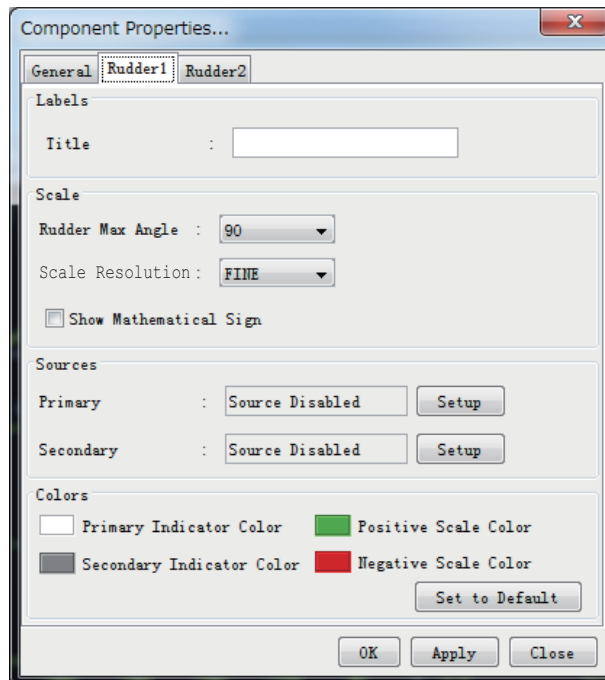 Component Properties...
General Rudder1 Rudder2
Labels
Title :
Scale
Rudder Max Angle : 90
Scale Resolution : FINE
Show Mathematical Sign
Sources
Primary : Source Disabled Setup
Secondary : Source Disabled Setup
Colors
Primary Indicator Color Positive Scale Color
Secondary Indicator Color Negative Scale Color
Set to Default
OK Apply Close